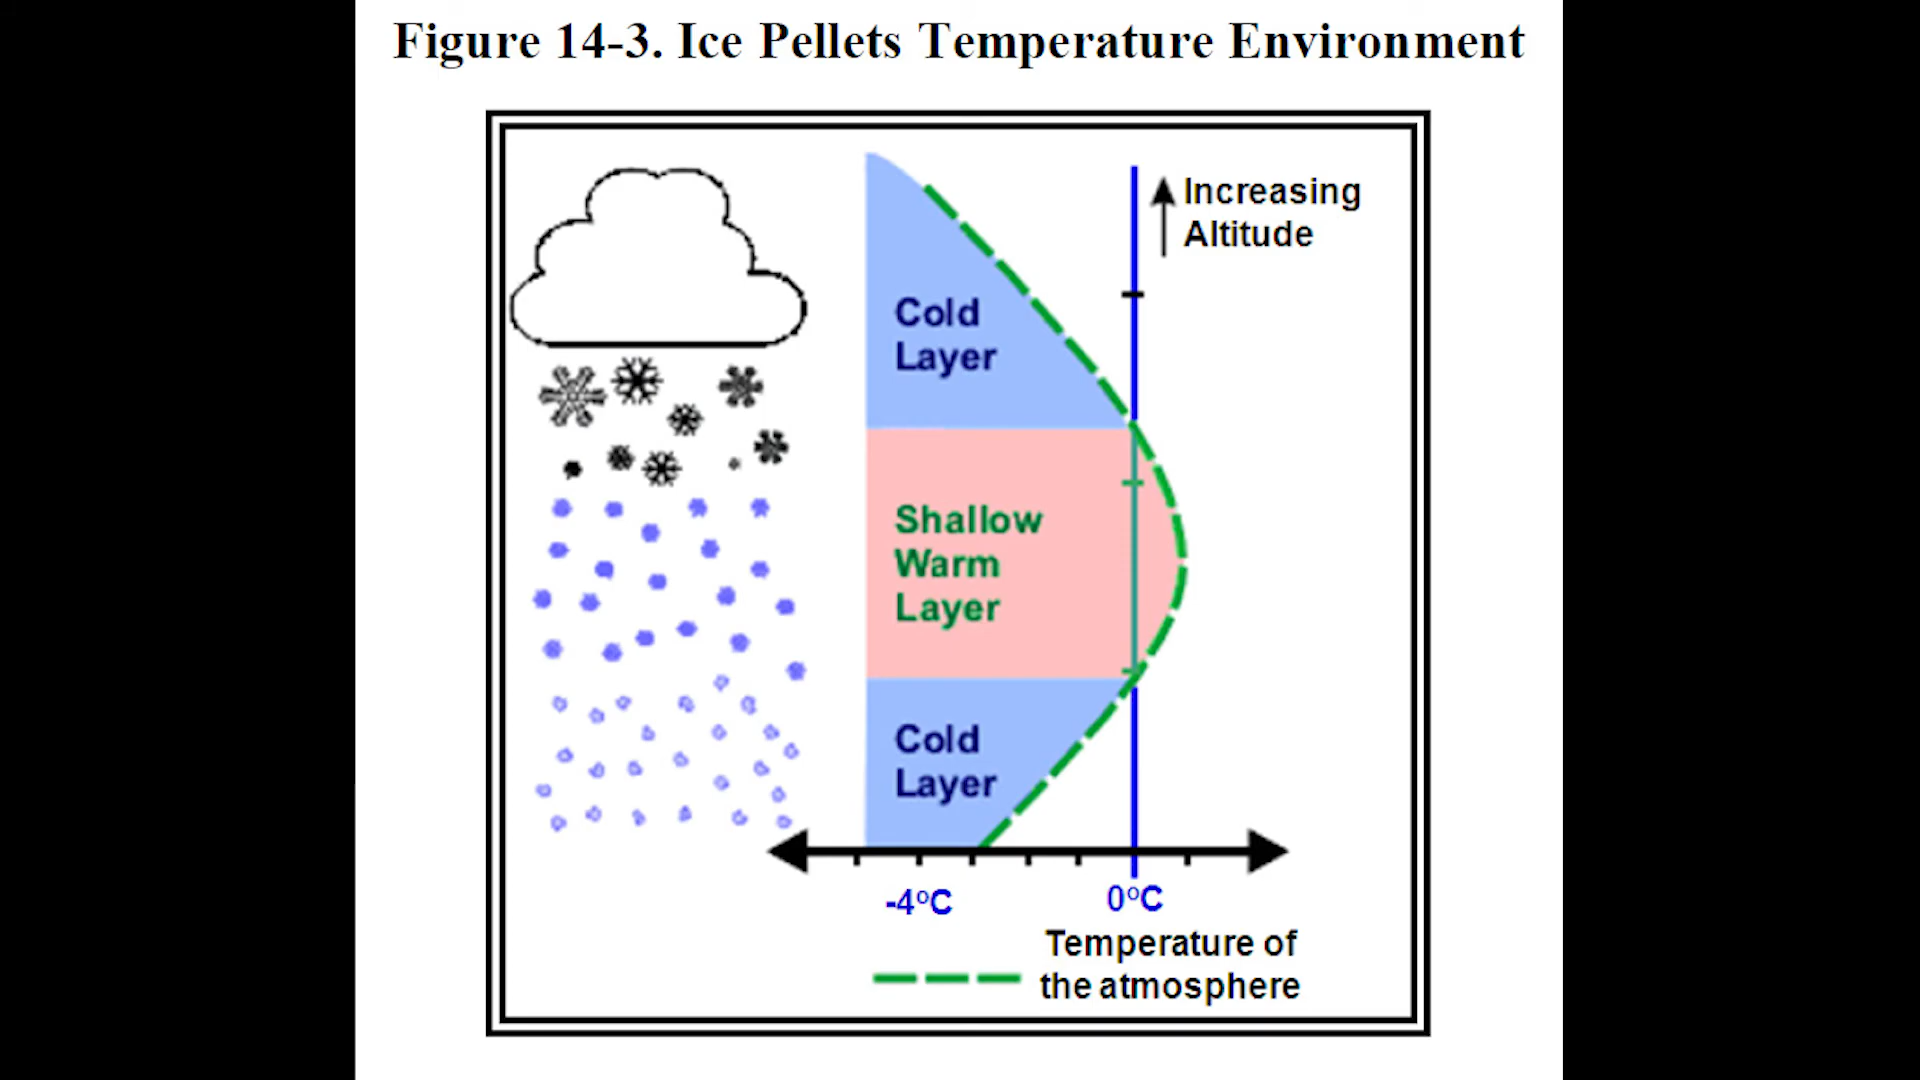 Figure 14-3. Ice Pellets Temperature Environment
Increasing
Altitude
Cold
Layer
Shallow
Warm
Layer
Cold
Layer
-4°C
0°C
Temperature of
the atmosphere